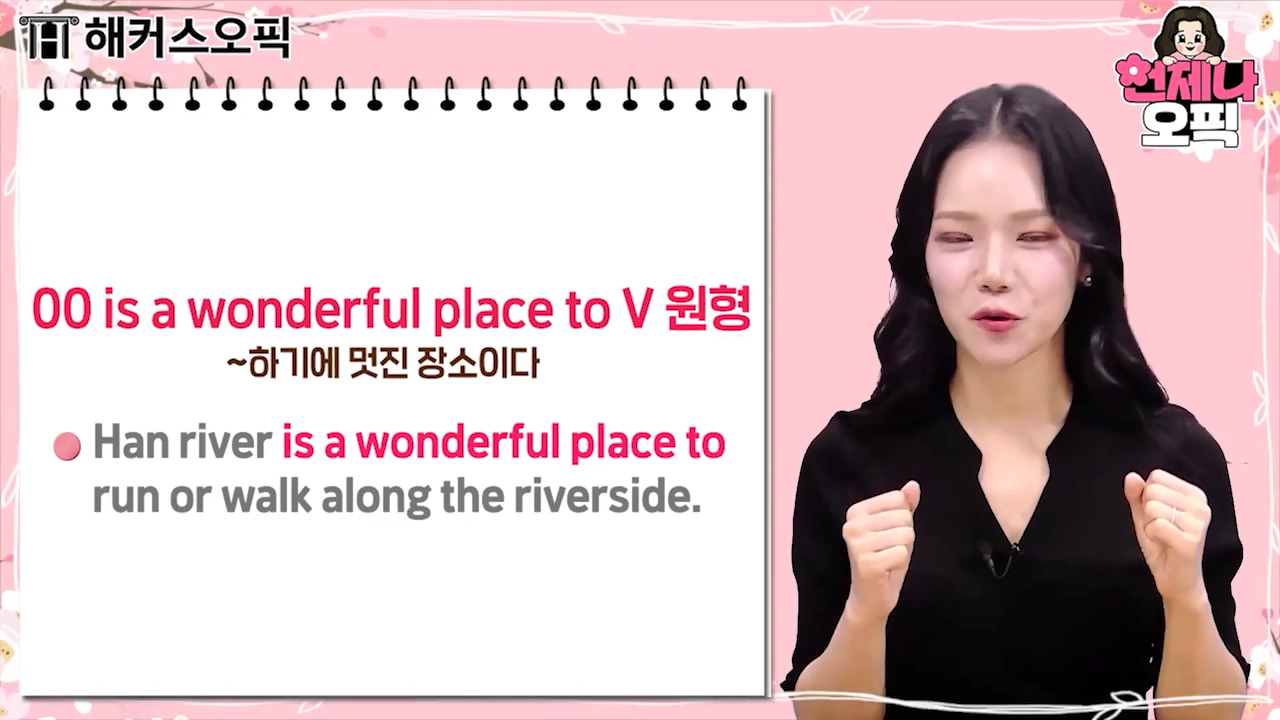 해커스오픽
언제나
오픽
OO is a wonderful place to V 원형
~하기에 멋진 장소이다
Han river is a wonderful place to
run or walk along the riverside.